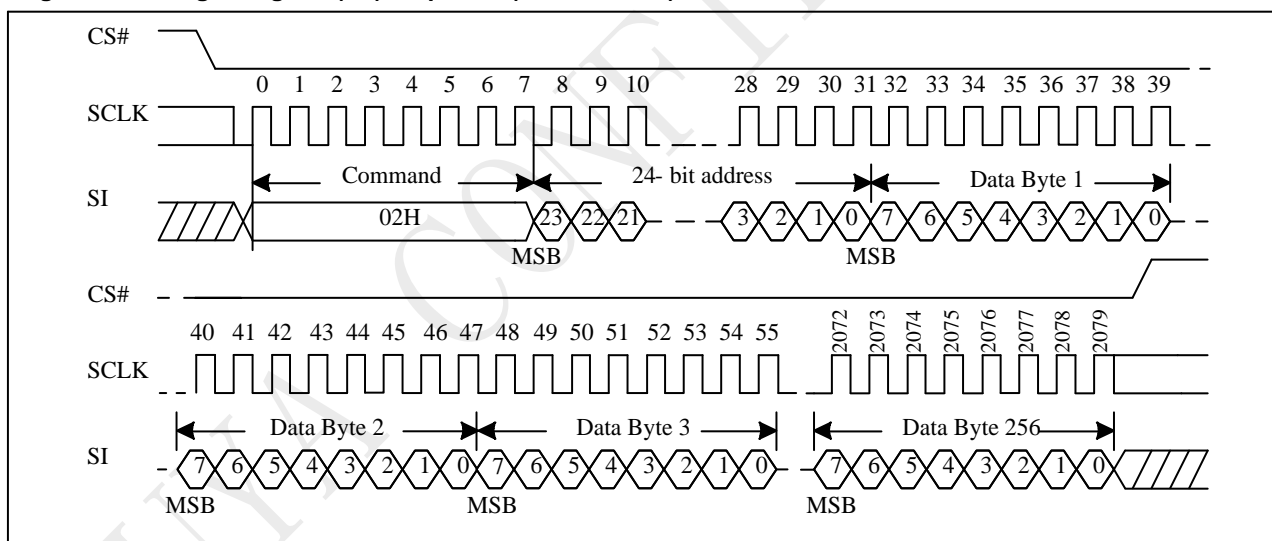 CS#
0 1 2 3 4 5 6 7 8 9 10 28 29 30 31 32 33 34 35 36 37 38 39
SCLK
Command 24- bit address Data Byte 1
SI
02H 23 22 21 3 2 1 0 7 6 5 4 3 2 1 0
MSB MSB
CS#
40 41 42 43 44 45 46 47 48 49 50 51 52 53 54 55 2072 2073 2074 2075 2076 2077 2078 2079
SCLK
Data Byte 2 Data Byte 3 Data Byte 256
SI
7 6 5 4 3 2 1 0 7 6 5 4 3 2 1 0 7 6 5 4 3 2 1 0
MSB MSB MSB